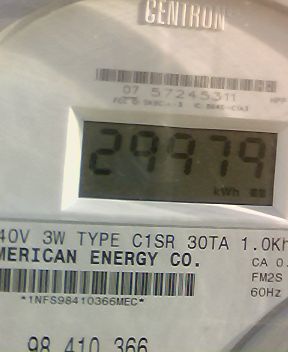 CENTRON
07 57245311
29979
kWh
40V 3W TYPE C1SR 30TA 1.0Kh
MERICAN ENERGY CO.
CA 0.
FM2S
60Hz
*1NFS98410366MEC*
98 410 366